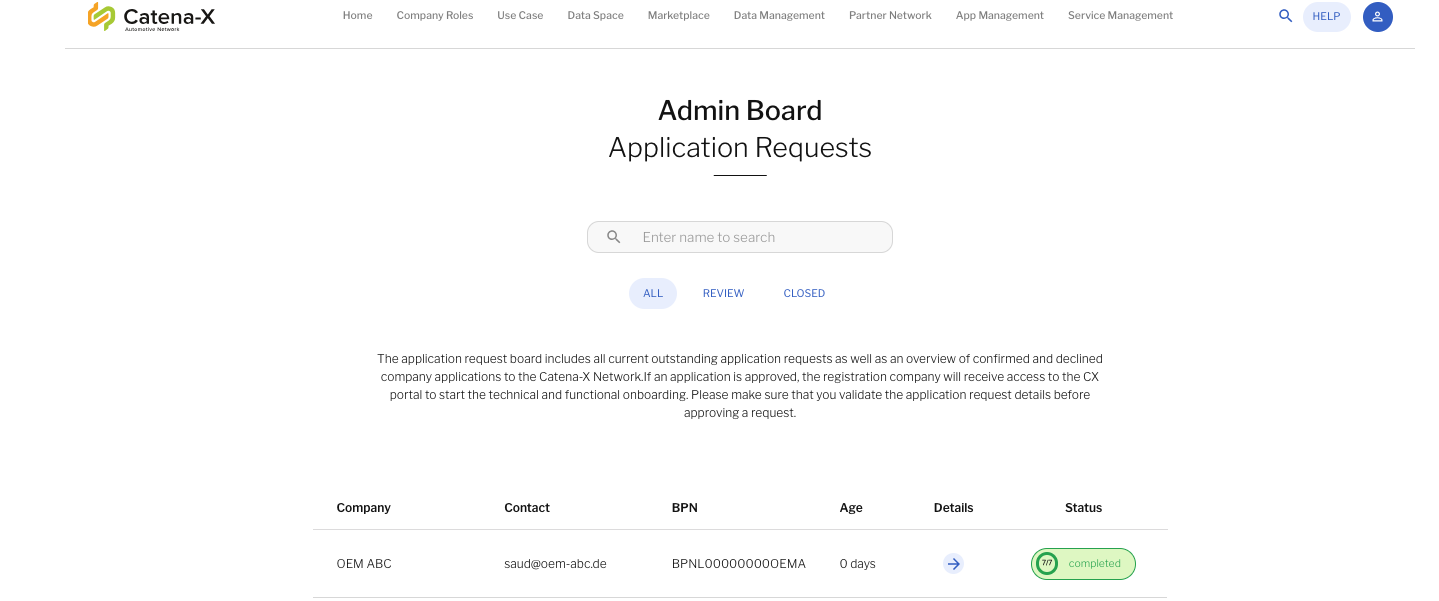 Catena-X
Automotive Network
Home Company Roles Use Case Data Space Marketplace Data Management Partner Network App Management Service Management HELP
Admin Board
Application Requests
Enter name to search
ALL REVIEW CLOSED
The application request board includes all current outstanding application requests as well as an overview of confirmed and declined
company applications to the Catena-X Network.If an application is approved, the registration company will receive access to the CX
portal to start the technical and functional onboarding. Please make sure that you validate the application request details before
approving a request.
Company Contact BPN Age Details Status
OEM ABC saud@oem-abc.de BPNL00000000OEMA 0 days 7/7 completed